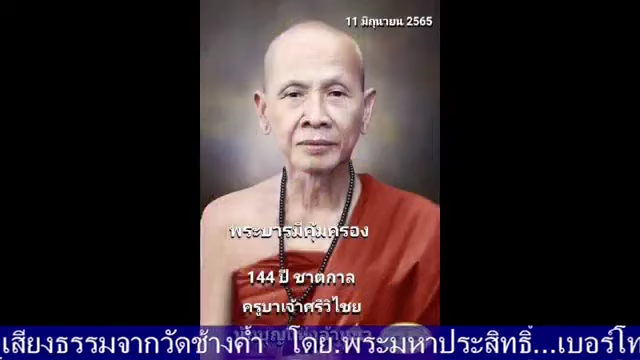 11 มิถุนายน 2565
พระบารมีคุ้มครอง
144 ปี ชาตกาล
ครูบาเจ้าศรีวิไชย
เสียงธรรมจากวัดช้างค้ำ โดย.พระมหาประสิทธิ์...เบอร์โท